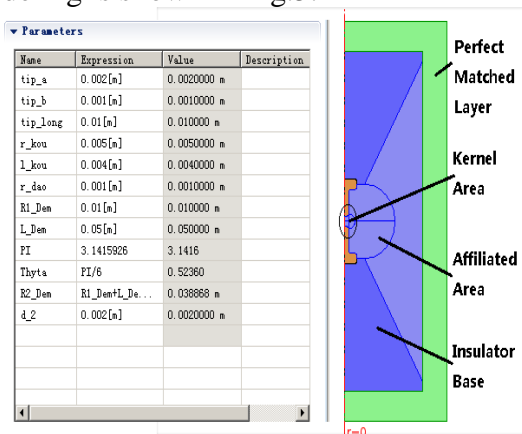 Parameters
Name Expression Value Description
tip_a 0.002[m] 0.0020000 m
tip_b 0.001[m] 0.0010000 m
tip_long 0.01[m] 0.010000 m
r_kou 0.005[m] 0.0050000 m
l_kou 0.004[m] 0.0040000 m
r_dao 0.001[m] 0.0010000 m
R1_Dem 0.01[m] 0.010000 m
L_Dem 0.05[m] 0.050000 m
PI 3.1415926 3.1416
Thyta PI/6 0.52360
R2_Dem R1_Dem+L_De... 0.038868 m
d_2 0.002[m] 0.0020000 m
Perfect
Matched
Layer
Kernel
Area
Affiliated
Area
Insulator
Base
r=0